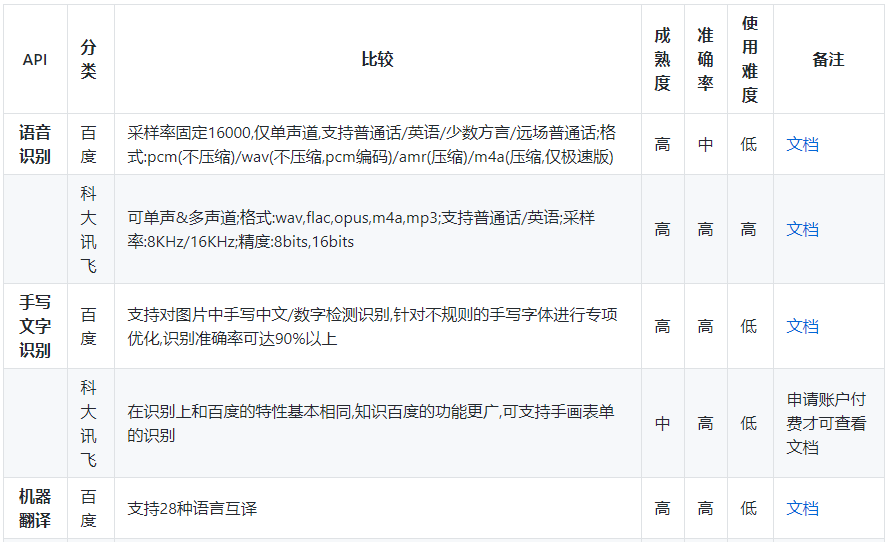 API
分类
比较
成熟度
准确率
使用难度
备注
语音
识别
百度
采样率固定16000,仅单声道,支持普通话/英语/少数方言/远场普通话;格
式:pcm(不压缩)/wav(不压缩,pcm编码)/amr(压缩)/m4a(压缩,仅极速版)
高
中
低
文档
科大讯飞
可单声&多声道;格式:wav,flac,opus,m4a,mp3;支持普通话/英语;采样
率:8KHz/16KHz;精度:8bits,16bits
高
高
高
文档
手写
文字
识别
百度
支持对图片中手写中文/数字检测识别,针对不规则的手写字体进行专项
优化,识别准确率可达90%以上
高
高
低
文档
科大讯飞
在识别上和百度的特性基本相同,知识百度的功能更广,可支持手画表单
的识别
中
高
低
申请账户付
费才可查看
文档
机器
翻译
百度
支持28种语言互译
高
高
低
文档